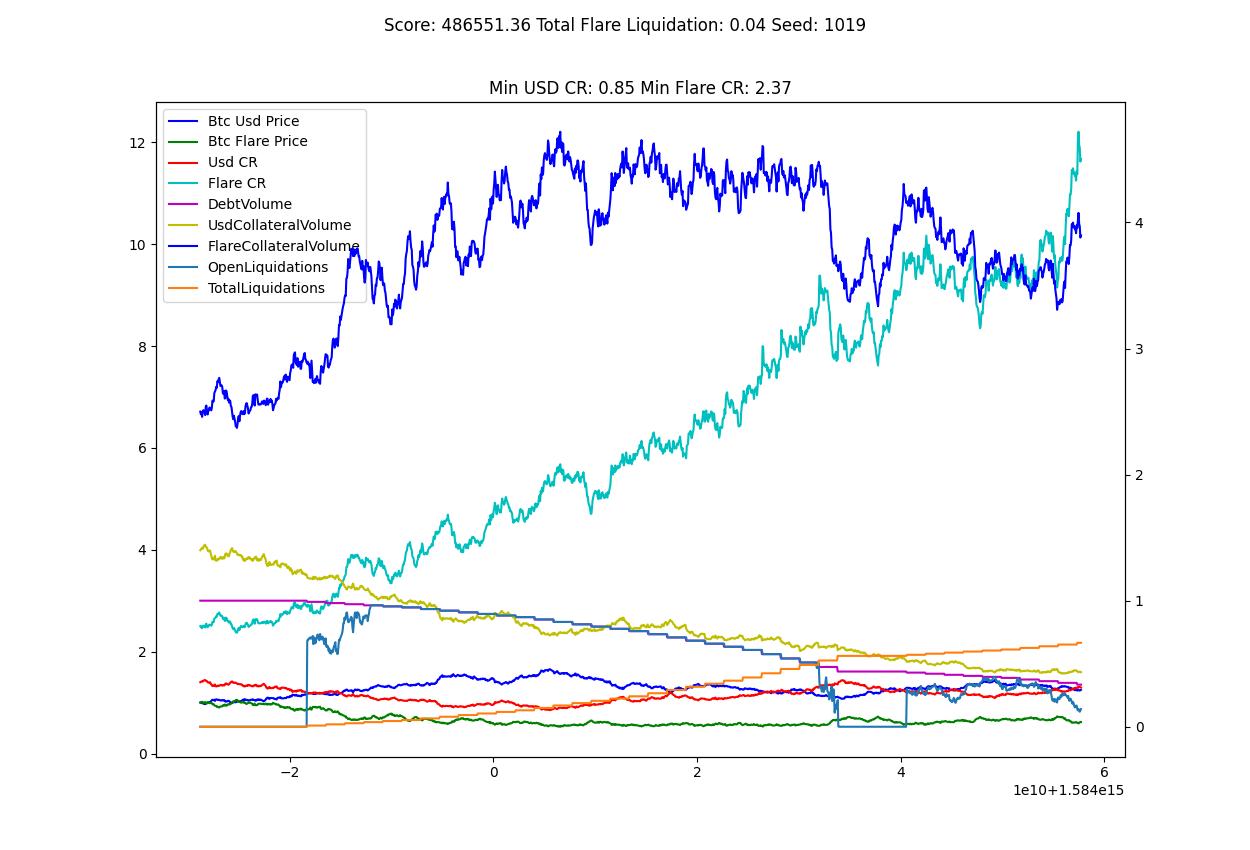 Score: 486551.36 Total Flare Liquidation: 0.04 Seed: 1019
Min USD CR: 0.85 Min Flare CR: 2.37
Btc Usd Price
Btc Flare Price
Usd CR
Flare CR
DebtVolume
UsdCollateralVolume
FlareCollateralVolume
OpenLiquidations
TotalLiquidations
12
10
8
6
4
2
0
4
3
2
1
0
−2
0
2
4
6
1e10+1.584e15